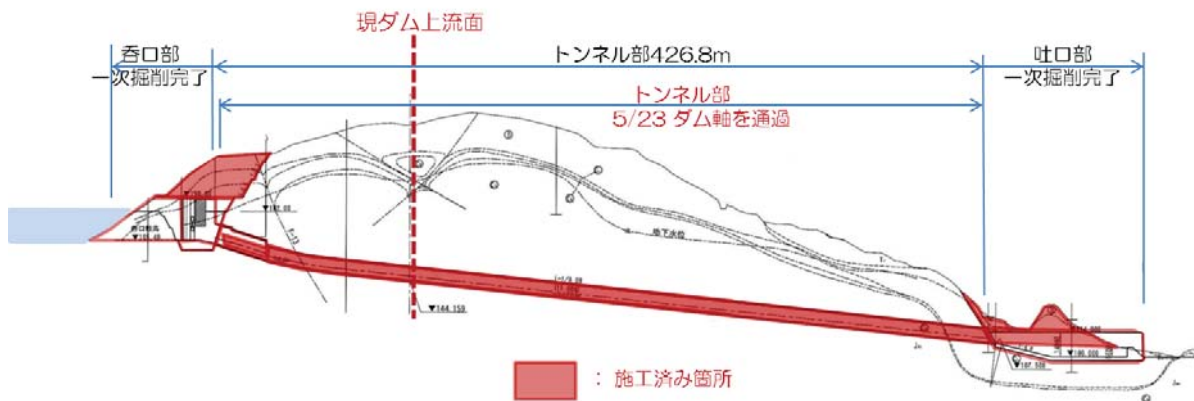 現ダム上流面
呑口部
一次掘削完了
トンネル部426.8m
吐口部
一次掘削完了
トンネル部
5/23 ダム軸を通過
地下水位
▼144.150
：施工済み箇所